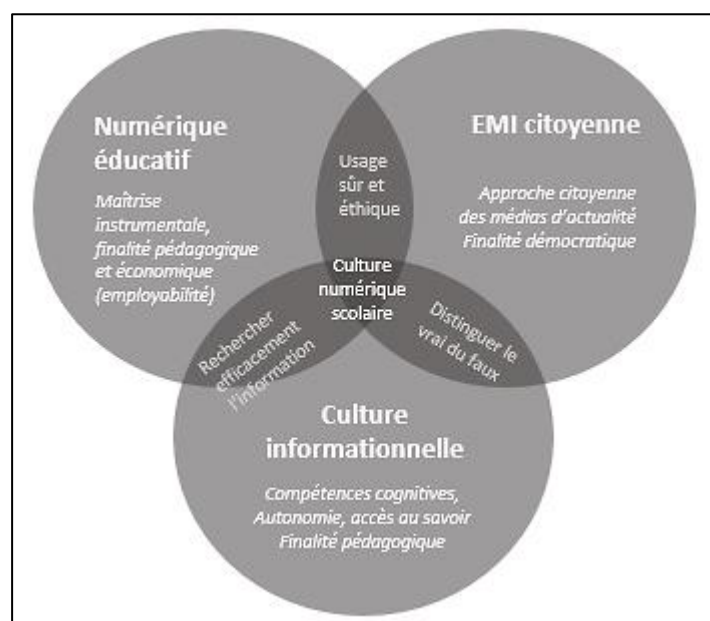 Numérique
éducatif
Maîtrise
instrumentale,
finalité pédagogique
et économique
(employabilité)
Usage
sûr et
éthique
EMI citoyenne
Approche citoyenne
des médias d'actualité
Finalité démocratique
Culture
numérique
scolaire
Rechercher
efficacement
l'information
Distinguer le
vrai du faux
Culture
informationnelle
Compétences cognitives,
Autonomie, accès au savoir
Finalité pédagogique